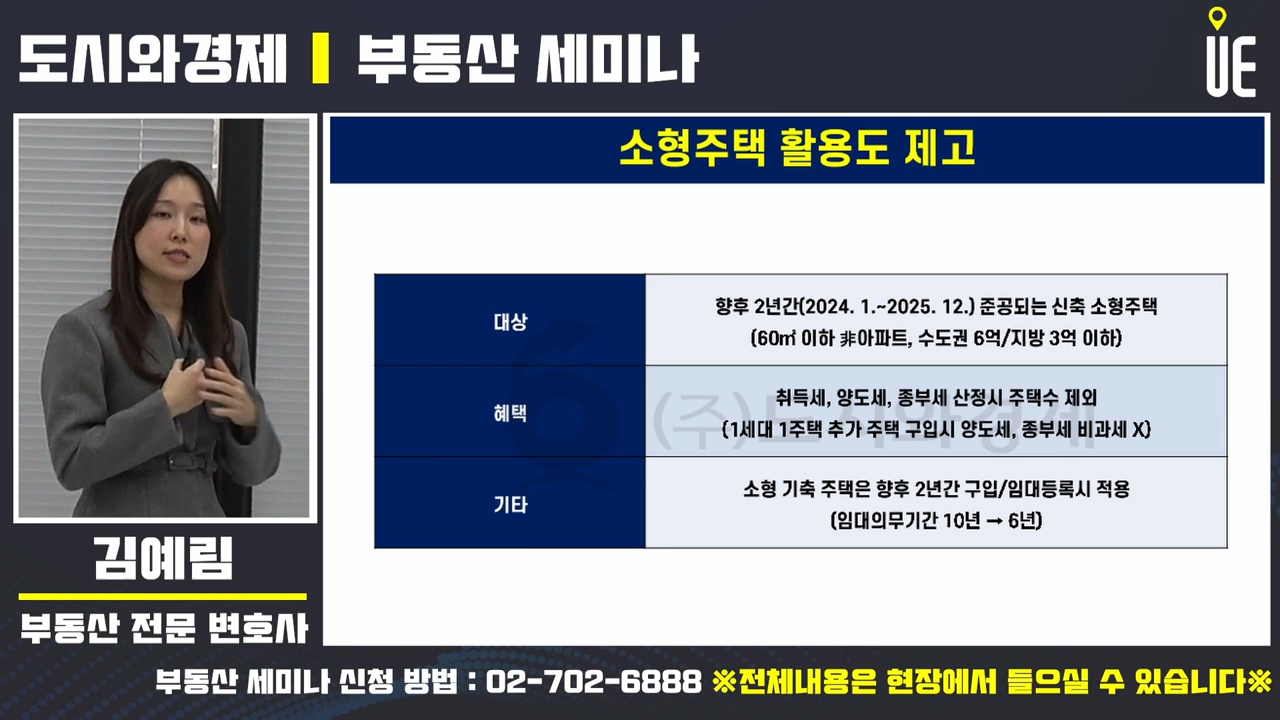 도시와경제 부동산 세미나
UE
소형주택 활용도 제고
대상
향후 2년간(2024. 1.~2025. 12.) 준공되는 신축 소형주택
(60㎡ 이하 非아파트, 수도권 6억/지방 3억 이하)
혜택
취득세, 양도세, 종부세 산정시 주택수 제외
(1세대 1주택 추가 주택 구입시 양도세, 종부세 비과세 X)
(주)도시와경제
기타
소형 기축 주택은 향후 2년간 구입/임대등록시 적용
(임대의무기간 10년 → 6년)
김예림
부동산 전문 변호사
부동산 세미나 신청 방법 : 02-702-6888 ※전체내용은 현장에서 들으실 수 있습니다※